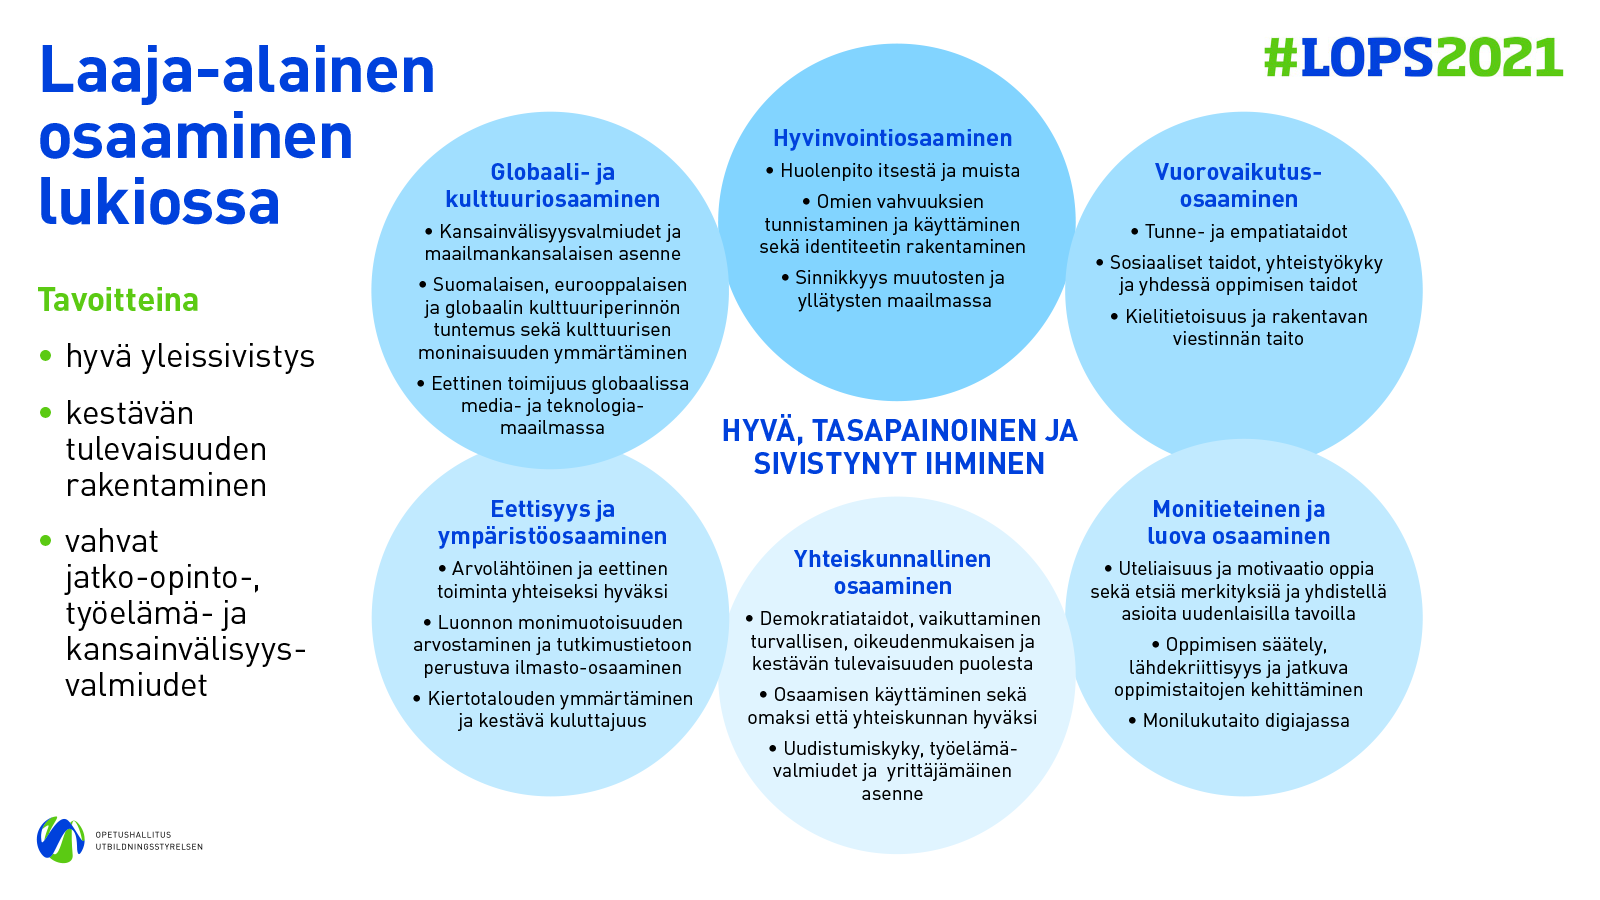 Laaja-alainen
osaaminen
lukiossa
#LOPS2021
Tavoitteina
• hyvä yleissivistys
• kestävän
tulevaisuuden
rakentaminen
• vahvat
jatko-opinto-,
työelämä- ja
kansainvälisyys-
valmiudet
Globaali- ja
kulttuuriosaaminen
• Kansainvälisyysvalmiudet ja
maailmankansalaisen asenne
• Suomalaisen, eurooppalaisen
ja globaalin kulttuuriperinnön
tuntemus sekä kulttuurisen
moninaisuuden ymmärtäminen
• Eettinen toimijuus globaalissa
media- ja teknologia-
maailmassa
Hyvinvointiosaaminen
• Huolenpito itsestä ja muista
• Omien vahvuuksien
tunnistaminen ja käyttäminen
sekä identiteetin rakentaminen
• Sinnikkyys muutosten ja
yllätysten maailmassa
Vuorovaikutus-
osaaminen
• Tunne- ja empatiataidot
• Sosiaaliset taidot, yhteistyökyky
ja yhdessä oppimisen taidot
• Kielitietoisuus ja rakentavan
viestinnän taito
HYVÄ, TASAPAINOINEN JA
SIVISTYNYT IHMINEN
Eettisyys ja
ympäristöosaaminen
• Arvolähtöinen ja eettinen
toiminta yhteiseksi hyväksi
• Luonnon monimuotoisuuden
arvostaminen ja tutkimustietoon
perustuva ilmasto-osaaminen
• Kiertotalouden ymmärtäminen
ja kestävä kuluttajuus
Yhteiskunnallinen
osaaminen
• Demokratiataidot, vaikuttaminen
turvallisen, oikeudenmukaisen ja
kestävän tulevaisuuden puolesta
• Osaamisen käyttäminen sekä
omaksi että yhteiskunnan hyväksi
• Uudistumiskyky, työelämä-
valmiudet ja yrittäjämäinen
asenne
Monitieteinen ja
luova osaaminen
• Uteliaisuus ja motivaatio oppia
sekä etsiä merkityksiä ja yhdistellä
asioita uudenlaisilla tavoilla
• Oppimisen säätely,
lähdekriittisyys ja jatkuva
oppimistaitojen kehittäminen
• Monilukutaito digiajassa
OPETUSHALLITUS
UTBILDNINGSSTYRELSEN